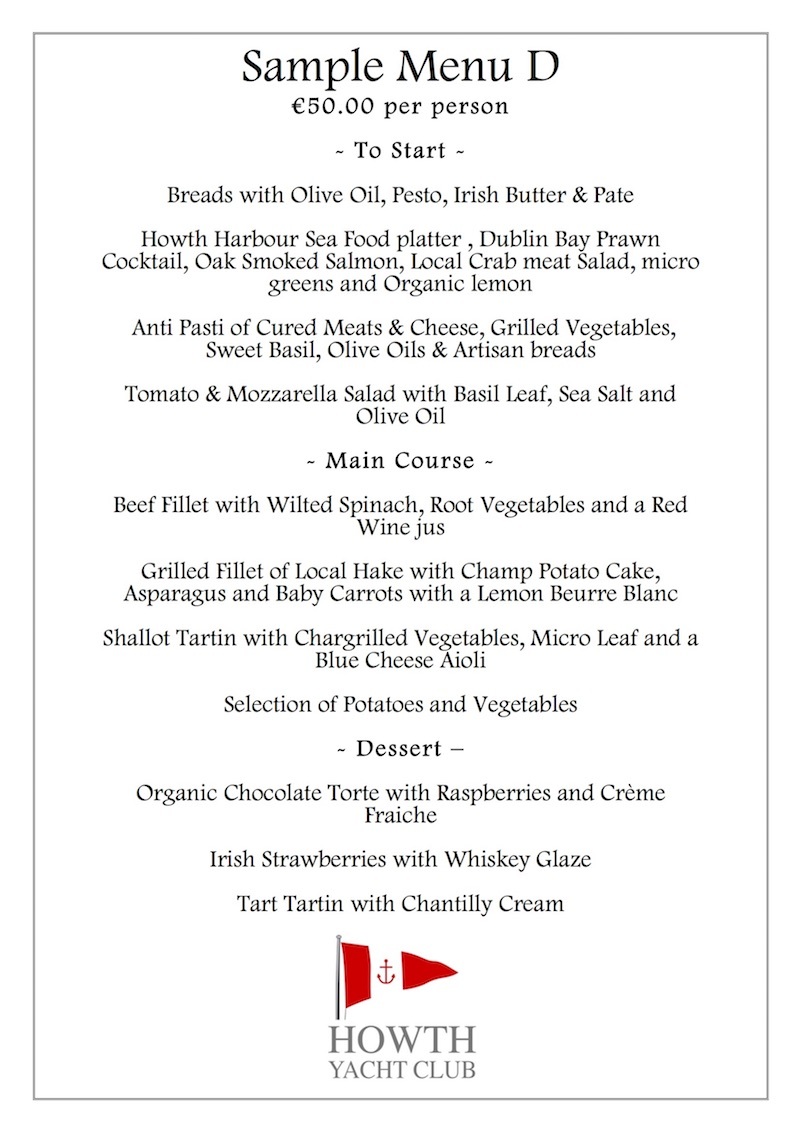 Sample Menu D
€50.00 per person
~ To Start ~
Breads with Olive Oil, Pesto, Irish Butter & Pate
Howth Harbour Sea Food platter , Dublin Bay Prawn
Cocktail, Oak Smoked Salmon, Local Crab meat Salad, micro
greens and Organic lemon
Anti Pasti of Cured Meats & Cheese, Grilled Vegetables,
Sweet Basil, Olive Oils & Artisan breads
Tomato & Mozzarella Salad with Basil Leaf, Sea Salt and
Olive Oil
~ Main Course ~
Beef Fillet with Wilted Spinach, Root Vegetables and a Red
Wine jus
Grilled Fillet of Local Hake with Champ Potato Cake,
Asparagus and Baby Carrots with a Lemon Beurre Blanc
Shallot Tartin with Chargrilled Vegetables, Micro Leaf and a
Blue Cheese Aioli
Selection of Potatoes and Vegetables
~ Dessert –
Organic Chocolate Torte with Raspberries and Crème
Fraiche
Irish Strawberries with Whiskey Glaze
Tart Tartin with Chantilly Cream
HOWTH
YACHT CLUB